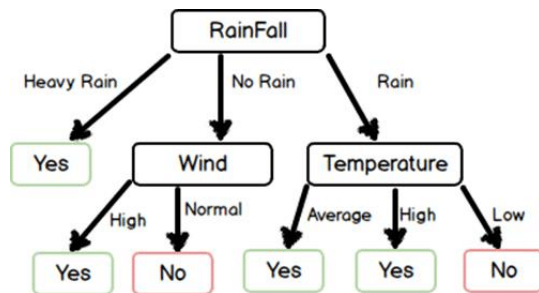 RainFall
Heavy Rain
No Rain
Rain
Yes
Wind
Temperature
High
Normal
Average
High
Low
Yes
No
Yes
Yes
No